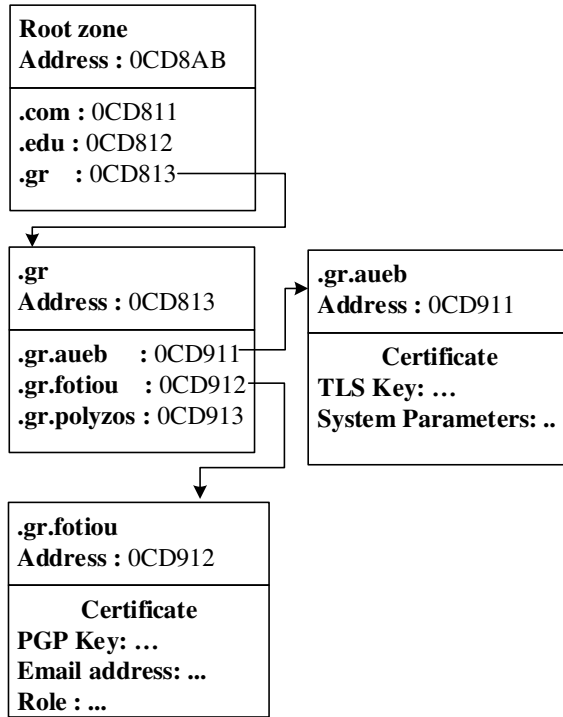 Root zone
Address : 0CD8AB
.com : 0CD811
.edu : 0CD812
.gr : 0CD813
.gr
Address : 0CD813
.gr.aueb : 0CD911
.gr.fotiou : 0CD912
.gr.polyzos : 0CD913
.gr.aueb
Address : 0CD911
Certificate
TLS Key: …
System Parameters: ..
.gr.fotiou
Address : 0CD912
Certificate
PGP Key: …
Email address: ...
Role : ...